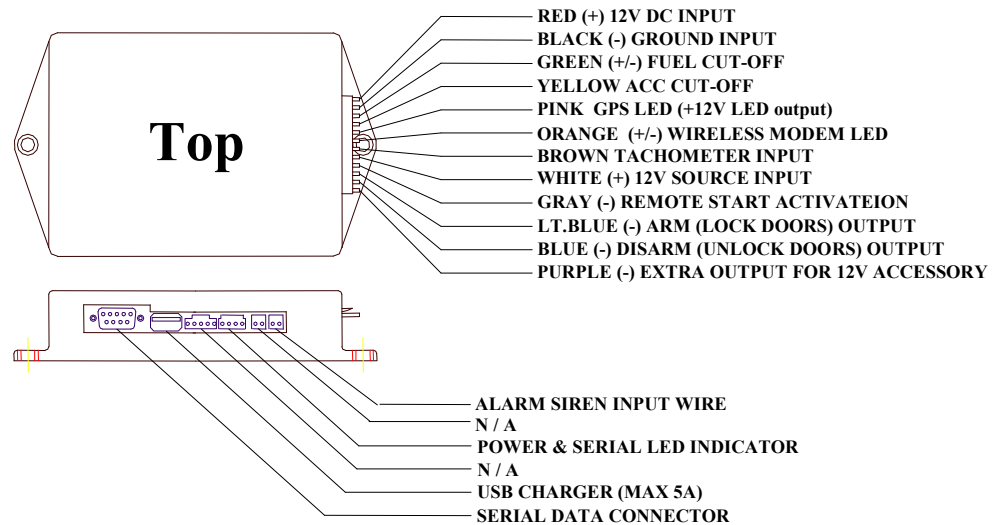 RED (+) 12V DC INPUT
BLACK (-) GROUND INPUT
GREEN (+/-) FUEL CUT-OFF
YELLOW ACC CUT-OFF
PINK GPS LED (+12V LED output)
ORANGE (+/-) WIRELESS MODEM LED
BROWN TACHOMETER INPUT
WHITE (+) 12V SOURCE INPUT
GRAY (-) REMOTE START ACTIVATEION
LT.BLUE (-) ARM (LOCK DOORS) OUTPUT
BLUE (-) DISARM (UNLOCK DOORS) OUTPUT
PURPLE (-) EXTRA OUTPUT FOR 12V ACCESSORY
Top
ALARM SIREN INPUT WIRE
N / A
POWER & SERIAL LED INDICATOR
N / A
USB CHARGER (MAX 5A)
SERIAL DATA CONNECTOR